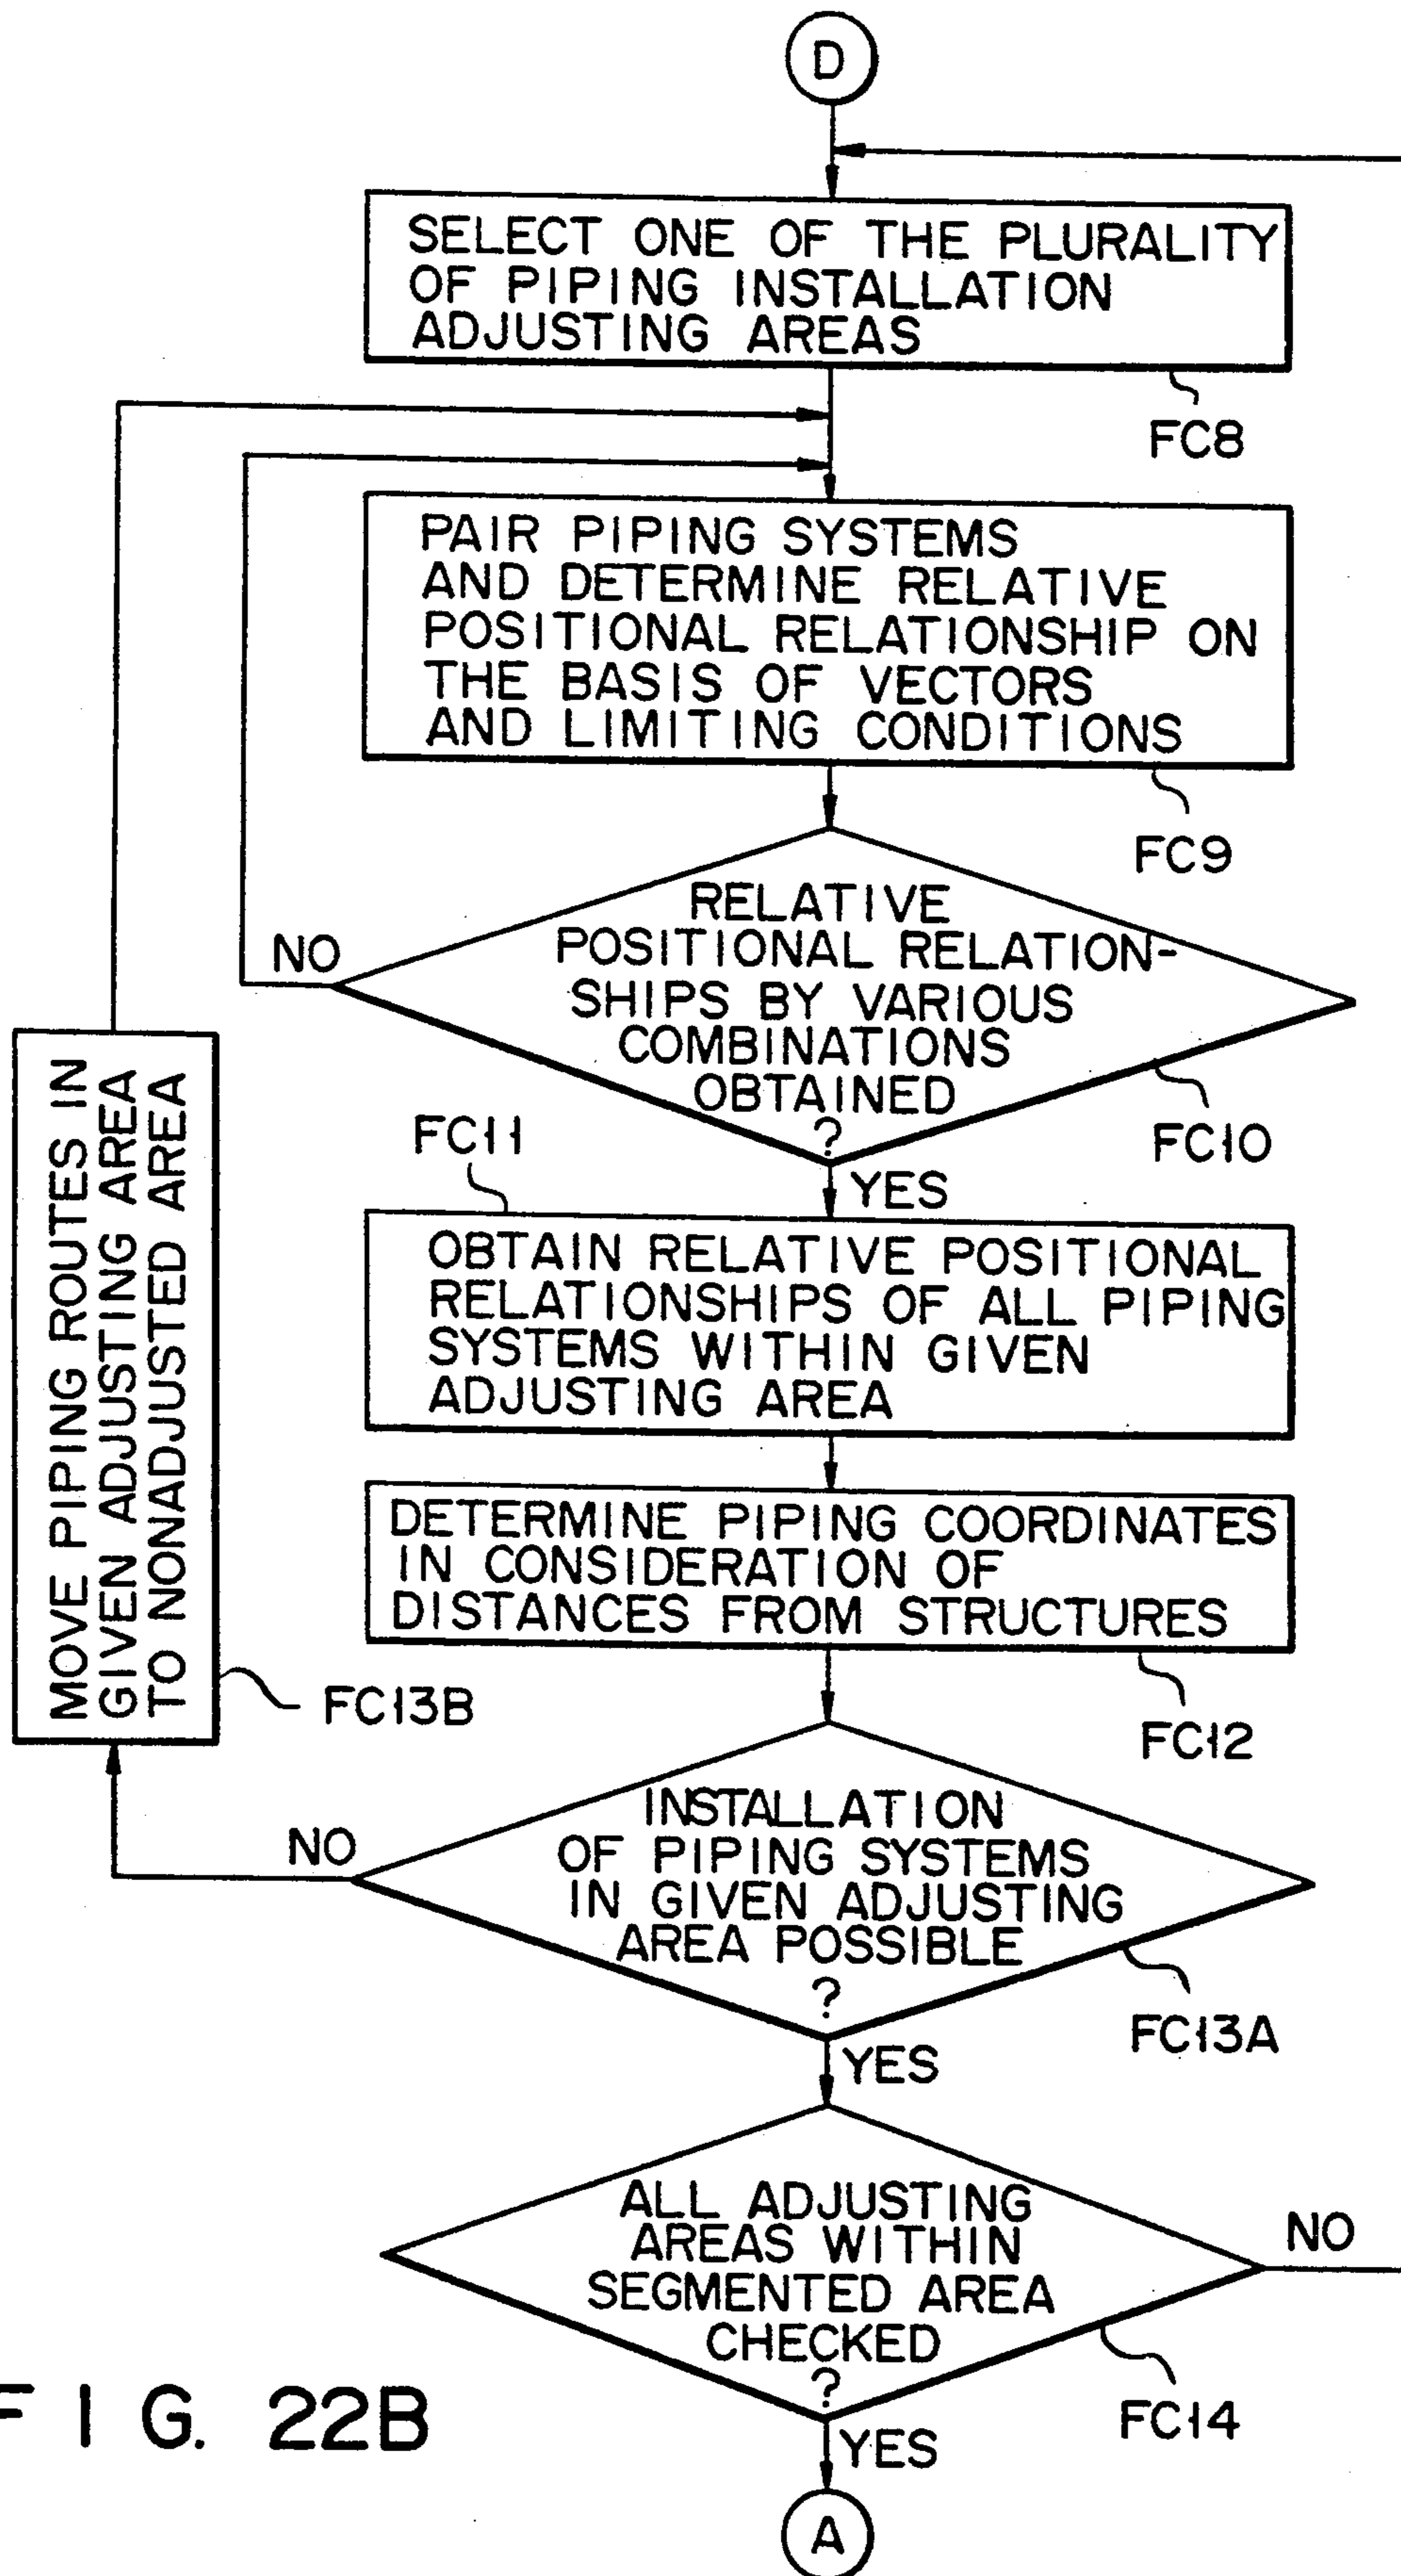 D
SELECT ONE OF THE PLURALITY
OF PIPING INSTALLATION
ADJUSTING AREAS
FC8
PAIR PIPING SYSTEMS
AND DETERMINE RELATIVE
POSITIONAL RELATIONSHIP ON
THE BASIS OF VECTORS
AND LIMITING CONDITIONS
FC9
RELATIVE
POSITIONAL RELATION-
SHIPS BY VARIOUS
COMBINATIONS
OBTAINED
?
NO
FC10
YES
FC11
OBTAIN RELATIVE POSITIONAL
RELATIONSHIPS OF ALL PIPING
SYSTEMS WITHIN GIVEN
ADJUSTING AREA
DETERMINE PIPING COORDINATES
IN CONSIDERATION OF
DISTANCES FROM STRUCTURES
FC12
MOVE PIPING ROUTES IN
GIVEN ADJUSTING AREA
TO NONADJUSTED AREA
FC13B
INSTALLATION
OF PIPING SYSTEMS
IN GIVEN ADJUSTING
AREA POSSIBLE
?
NO
FC13A
YES
ALL ADJUSTING
AREAS WITHIN
SEGMENTED AREA
CHECKED
?
NO
FC14
YES
A
FIG. 22B